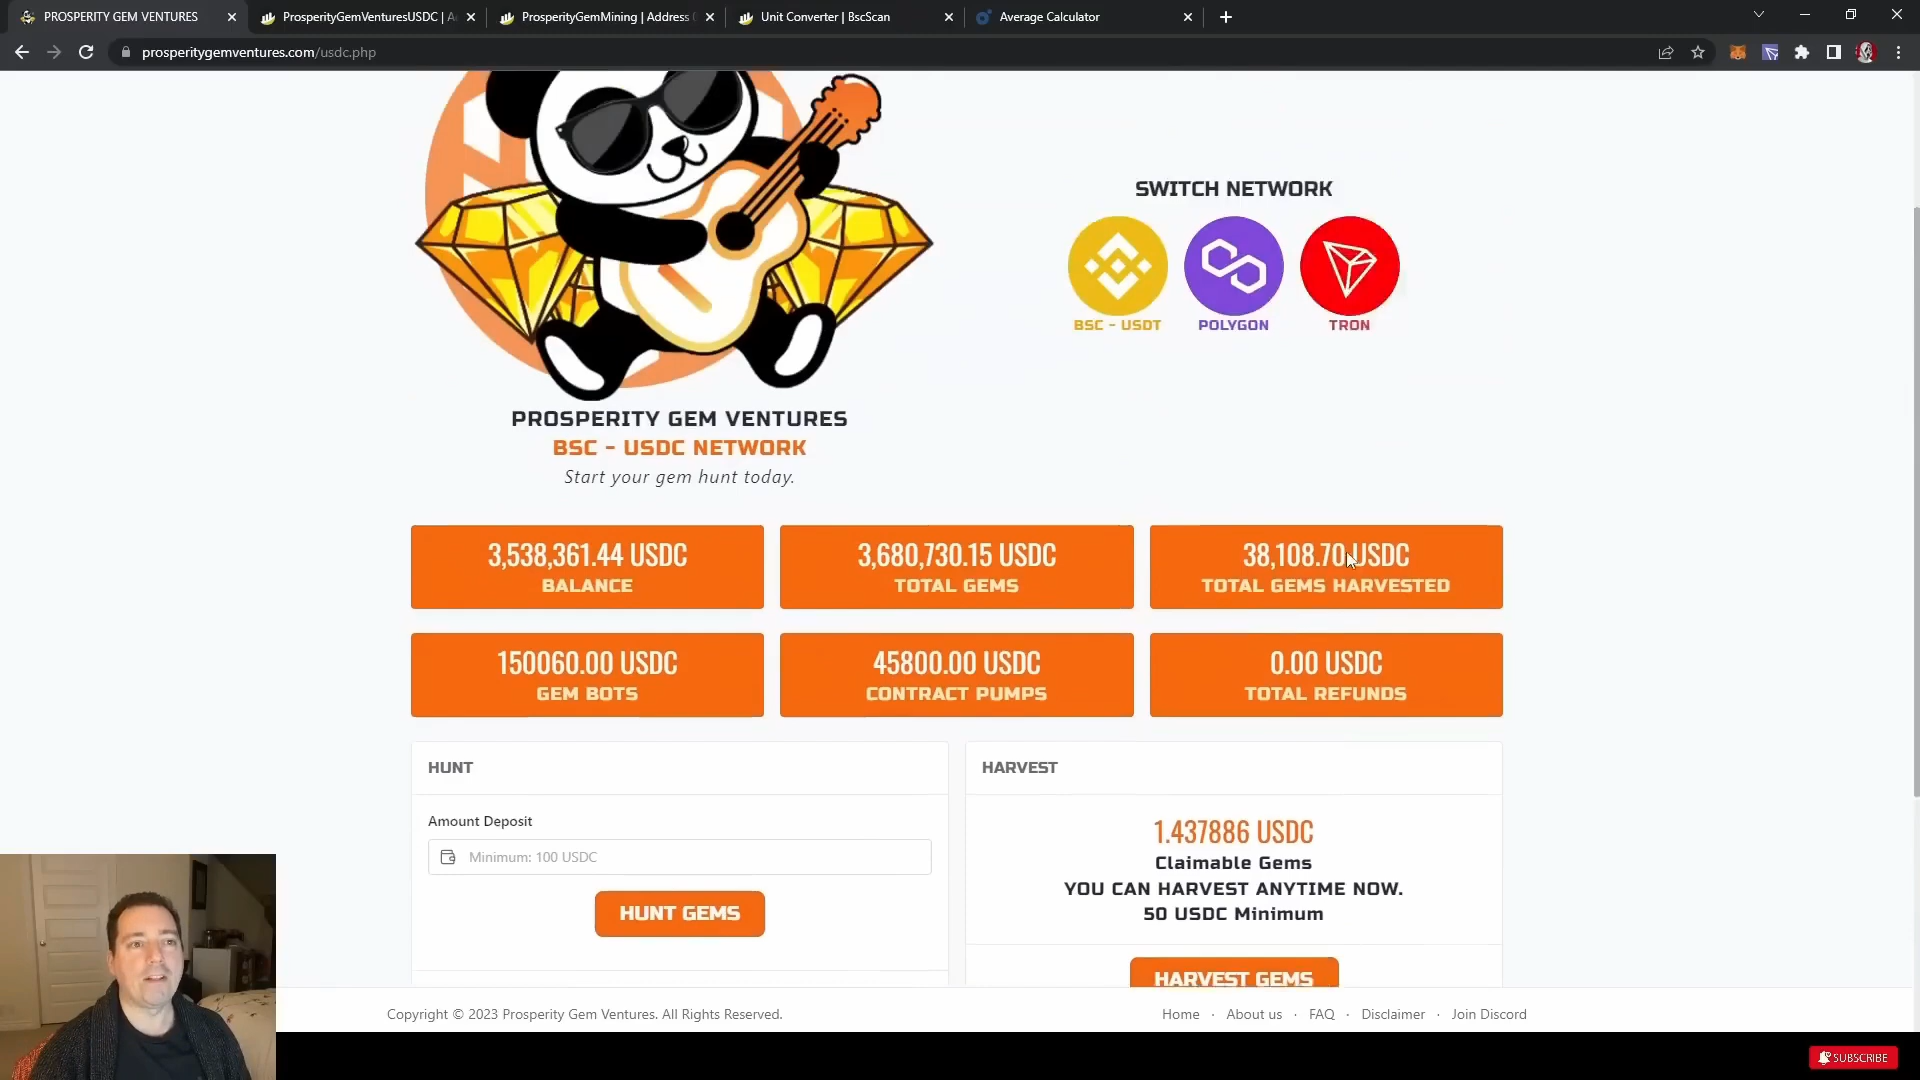 PROSPERITY GEM VENTURES
ProsperityGemVenturesUSDC | A
ProsperityGemMining | Address
Unit Converter | BscScan
Average Calculator
prosperitygemventures.com/usdc.php
SWITCH NETWORK
BSC - USDT
POLYGON
TRON
PROSPERITY GEM VENTURES
BSC - USDC NETWORK
Start your gem hunt today.
3,538,361.44 USDC
BALANCE
3,680,730.15 USDC
TOTAL GEMS
38,108.70 USDC
TOTAL GEMS HARVESTED
150060.00 USDC
GEM BOTS
45800.00 USDC
CONTRACT PUMPS
0.00 USDC
TOTAL REFUNDS
HUNT
Amount Deposit
Minimum: 100 USDC
HUNT GEMS
HARVEST
1.437886 USDC
Claimable Gems
YOU CAN HARVEST ANYTIME NOW.
50 USDC Minimum
HARVEST GEMS
Copyright © 2023 Prosperity Gem Ventures. All Rights Reserved.
Home · About us · FAQ · Disclaimer · Join Discord
SUBSCRIBE